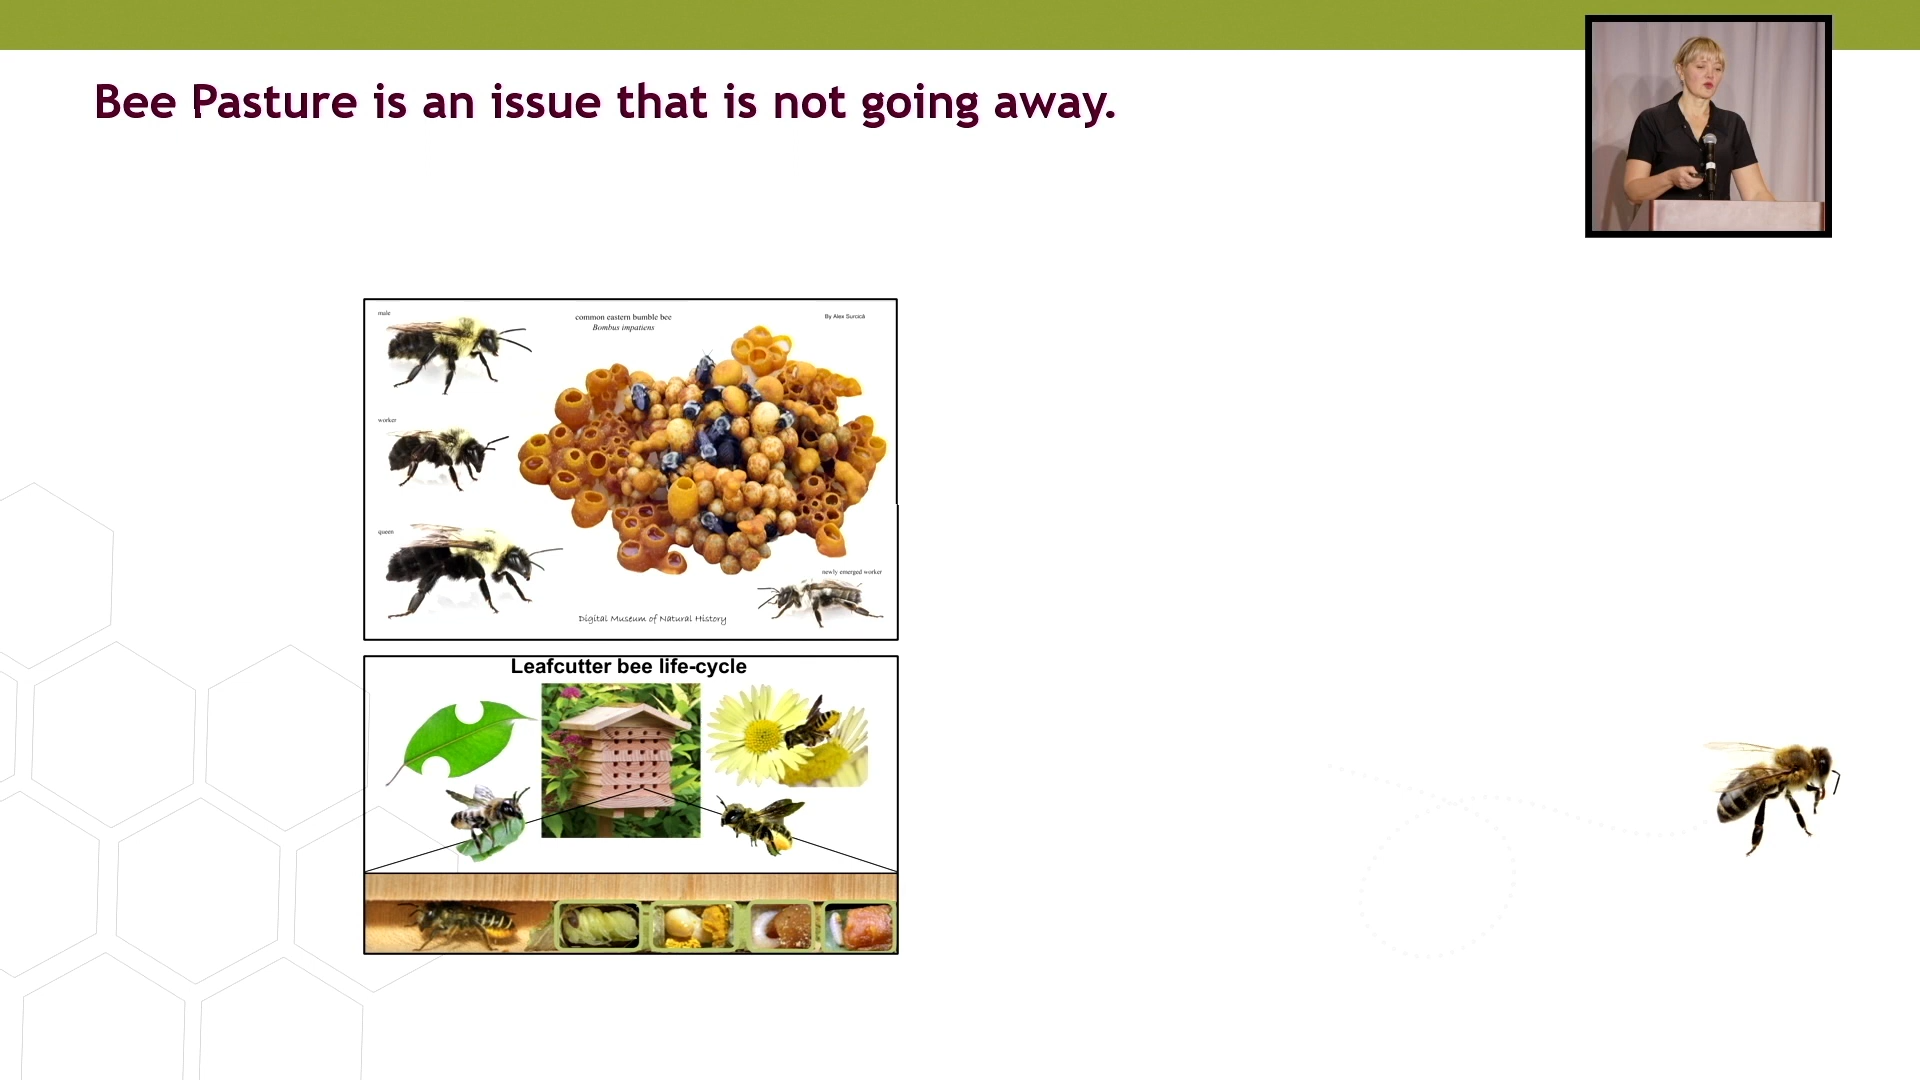 Bee Pasture is an issue that is not going away.
male
common eastern bumble bee
Bombus impatiens
By Alex Surocà
worker
queen
newly emerged worker
Digital Museum of Natural History
Leafcutter bee life-cycle